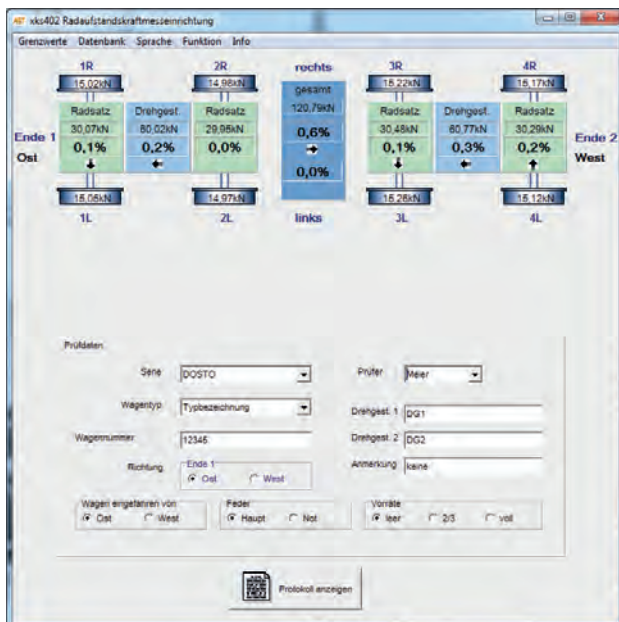 AST xks402 Radaufstandskraftmesseinrichtung
Grenzwerte Datenbank Sprache Funktion Info
1R 2R rechts 3R 4R
15,02kN 14,98kN 15,22kN 15,17kN
gesamt
120,79kN
Radsatz Drehgest. Radsatz Radsatz Drehgest. Radsatz
30,07kN 60,02kN 29,95kN 30,48kN 60,77kN 30,29kN
Ende 1 0,1% 0,2% 0,0% 0,6% 0,1% 0,3% 0,2% Ende 2
Ost West
0,0%
15,05kN 14,97kN 15,26kN 15,12kN
1L 2L links 3L 4L
Prüfdaten
Serie DOSTO Prüfer Meier
Wagentyp Typbezeichnung Drehgest. 1 DG1
Wagennummer 12345 Drehgest. 2 DG2
Richtung Ende 1 Anmerkung keine
Ost West
Wagen eingefahren von Feder Vorräte
Ost West Haupt Not leer 2/3 voll
Protokoll anzeigen